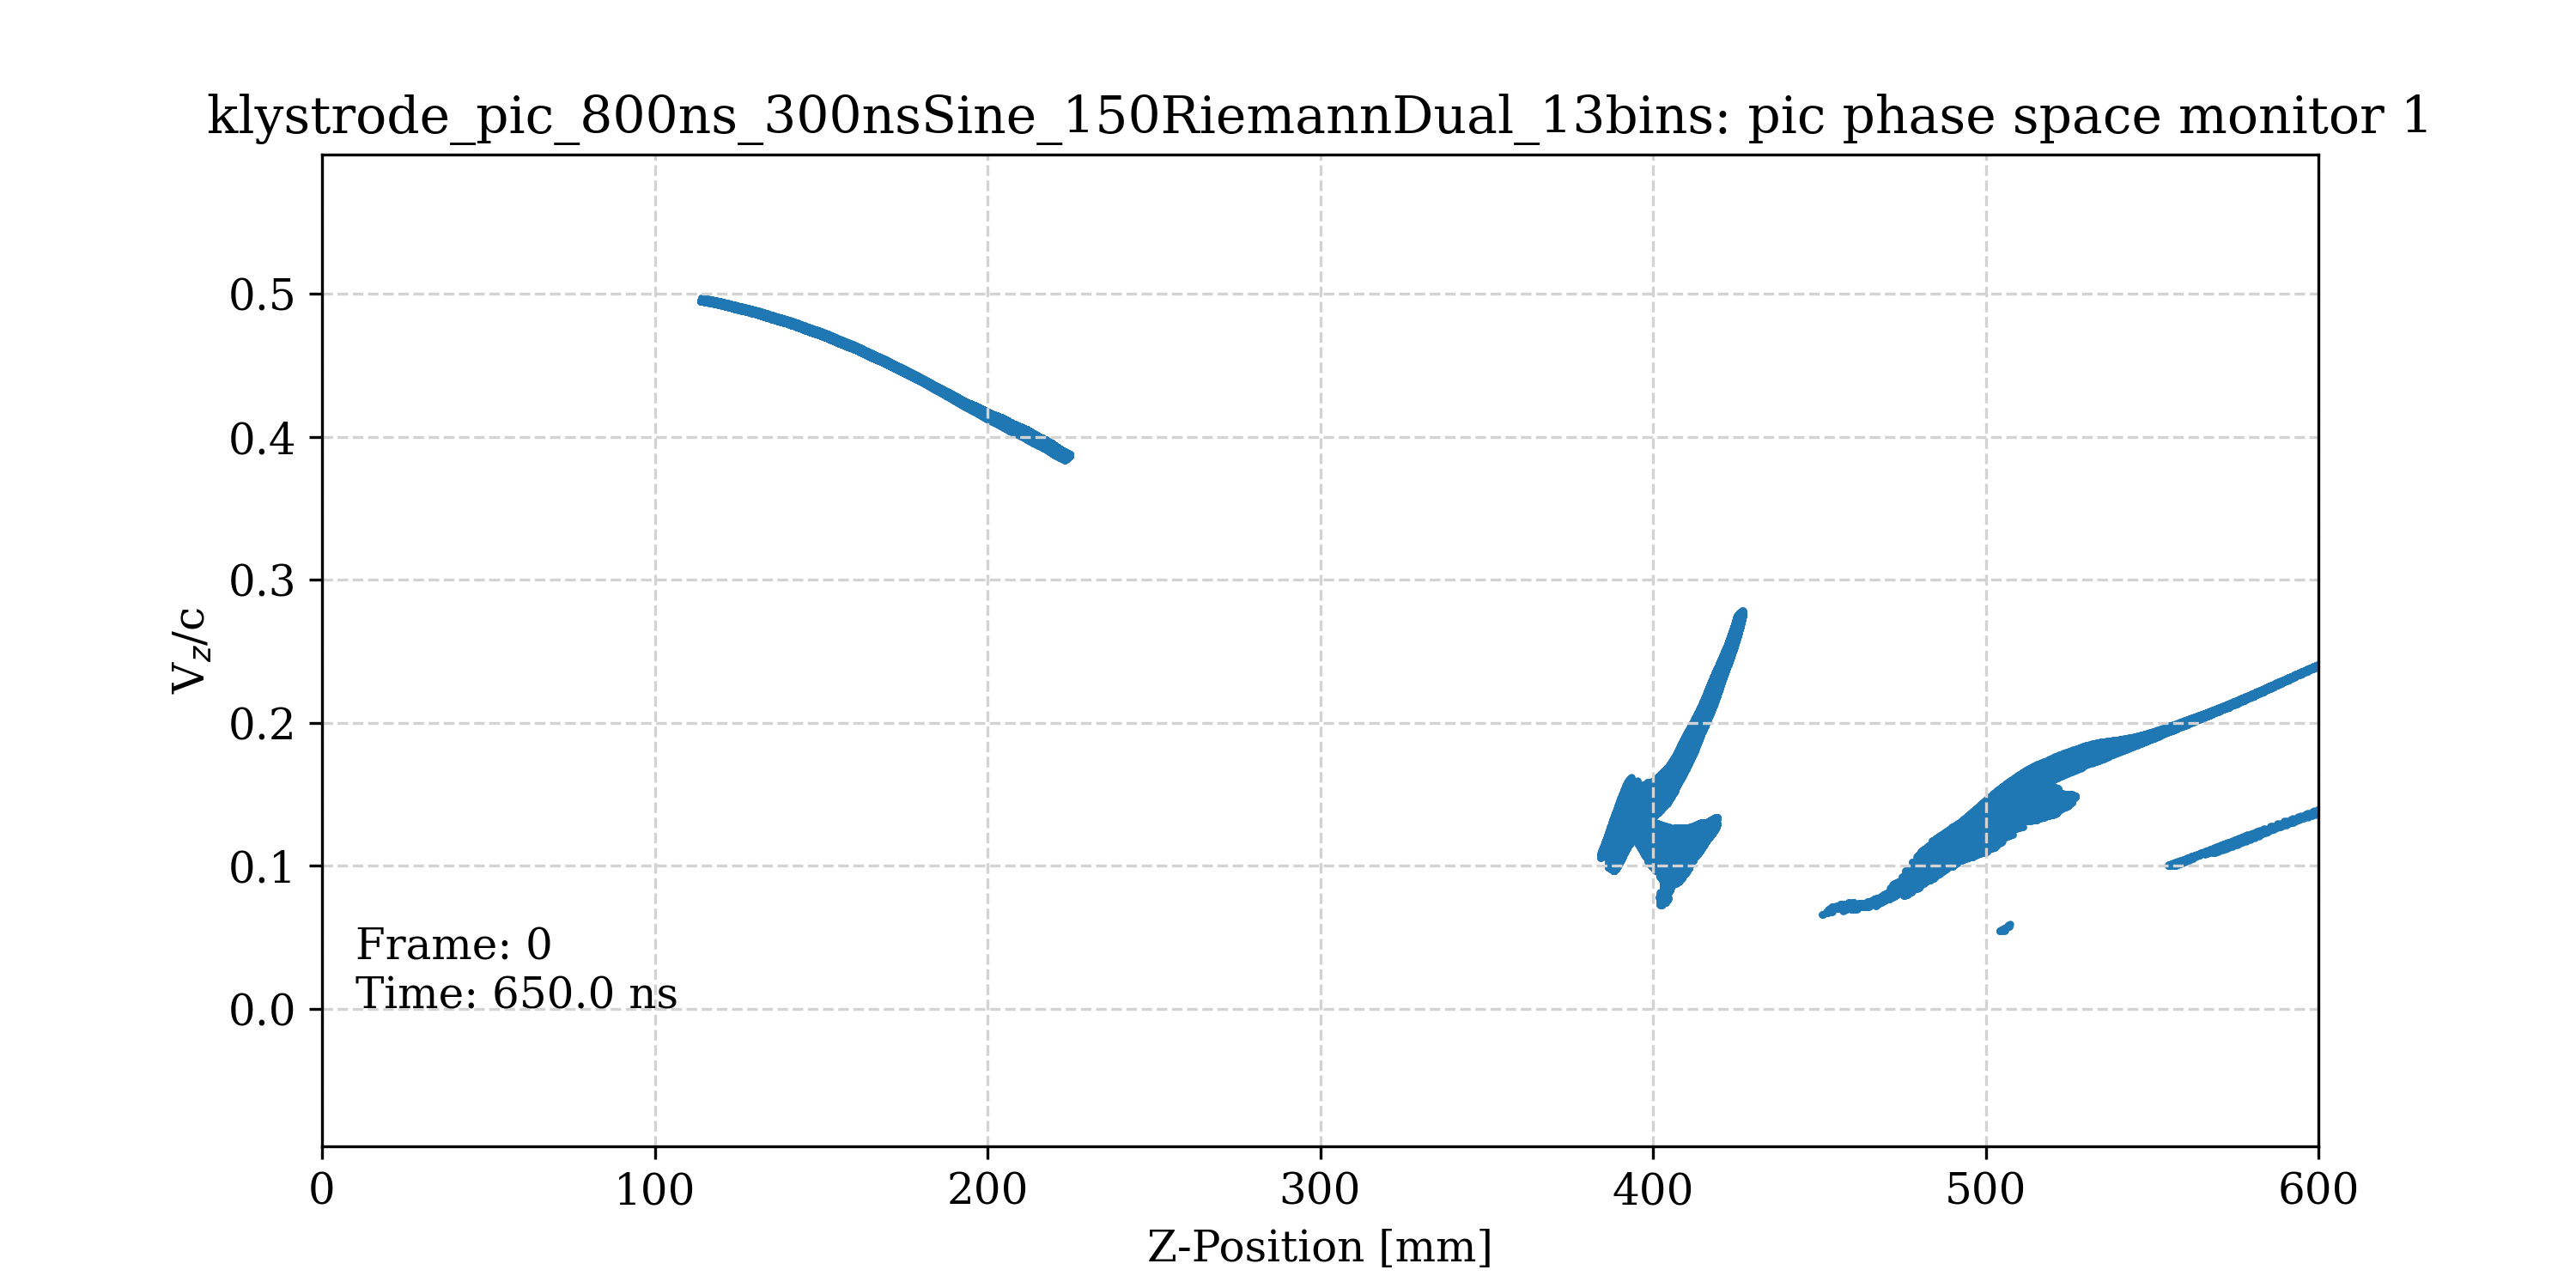 klystrode_pic_800ns_300nsSine_150RiemannDual_13bins: pic phase space monitor 1
0.5
0.4
0.3
0.2
0.1
0.0
V_z/c
Frame: 0
Time: 650.0 ns
0 100 200 300 400 500 600
Z-Position [mm]